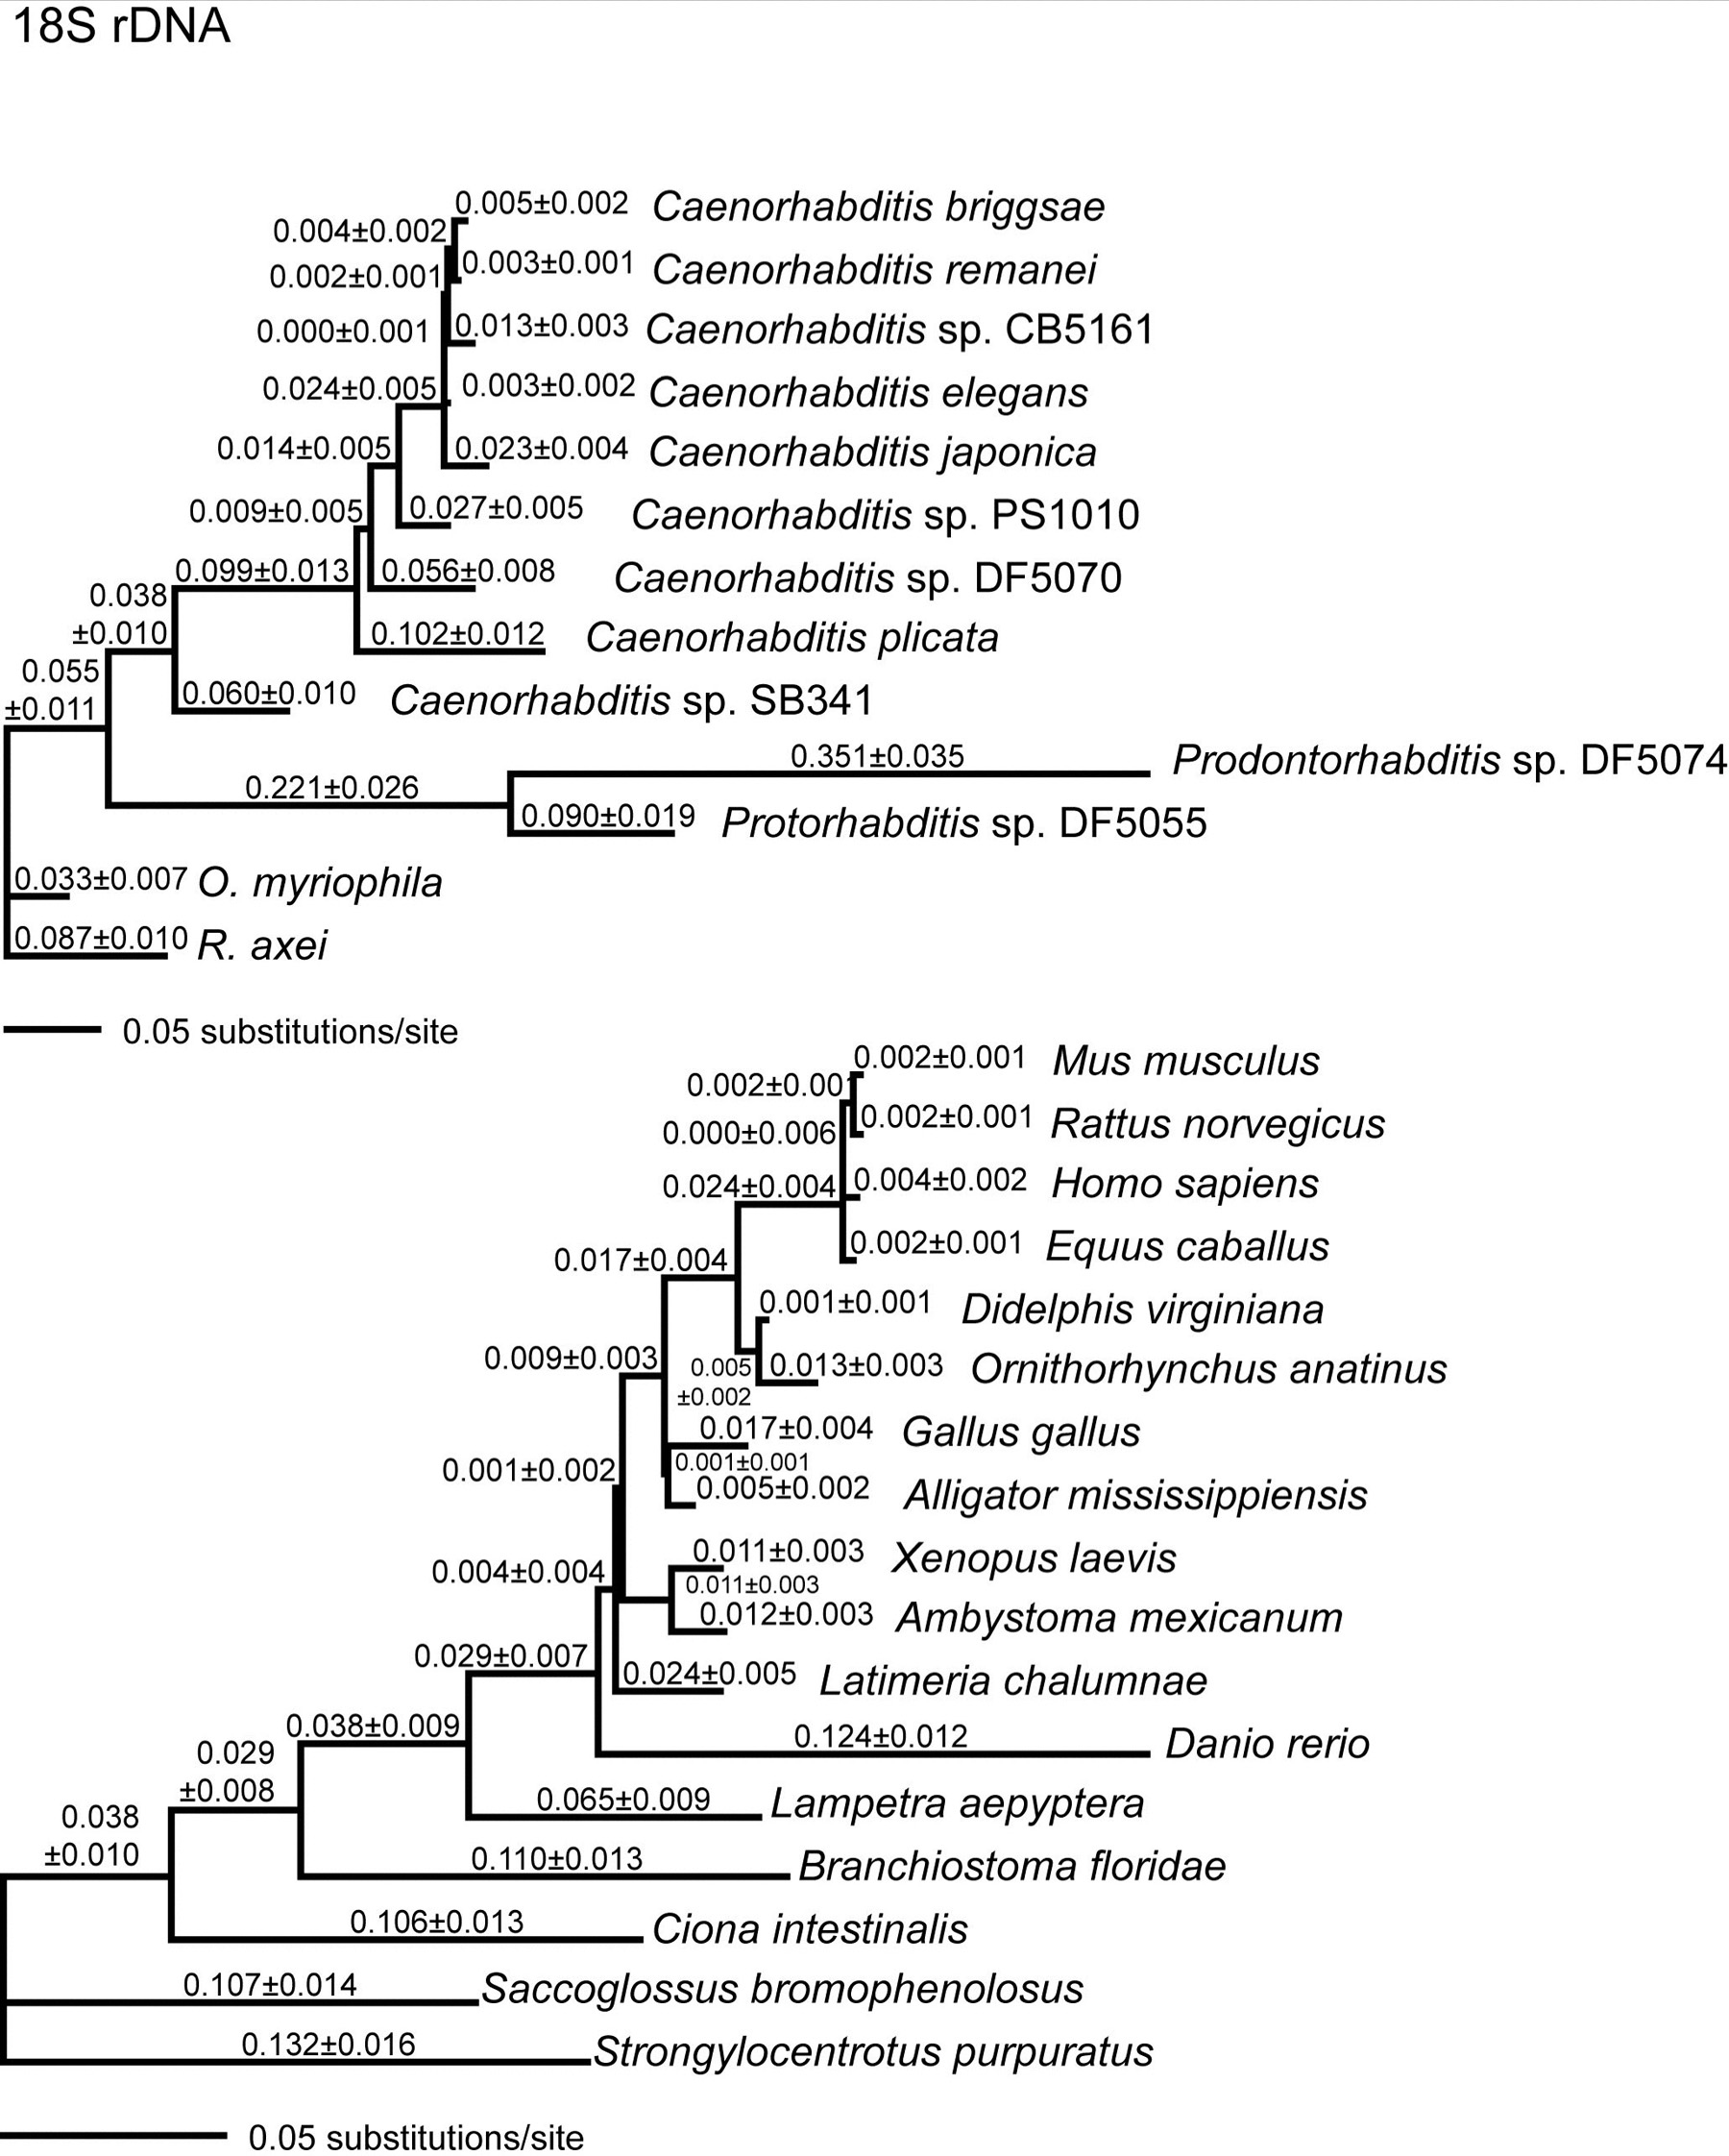 18S rDNA
0.005±0.002 Caenorhabditis briggsae
0.004±0.002
0.003±0.001 Caenorhabditis remanei
0.002±0.001
0.000±0.001
0.013±0.003 Caenorhabditis sp. CB5161
0.024±0.005
0.003±0.002 Caenorhabditis elegans
0.014±0.005
0.023±0.004 Caenorhabditis japonica
0.009±0.005
0.027±0.005 Caenorhabditis sp. PS1010
0.099±0.013
0.056±0.008 Caenorhabditis sp. DF5070
0.038
±0.010
0.102±0.012 Caenorhabditis plicata
0.055
±0.011
0.060±0.010 Caenorhabditis sp. SB341
0.351±0.035 Prodontorhabditis sp. DF5074
0.221±0.026
0.090±0.019 Protorhabditis sp. DF5055
0.033±0.007 O. myriophila
0.087±0.010 R. axei
0.05 substitutions/site
0.002±0.001 Mus musculus
0.002±0.001
0.002±0.001 Rattus norvegicus
0.000±0.006
0.004±0.002 Homo sapiens
0.024±0.004
0.002±0.001 Equus caballus
0.017±0.004
0.001±0.001 Didelphis virginiana
0.009±0.003
0.005
±0.002
0.013±0.003 Ornithorhynchus anatinus
0.017±0.004 Gallus gallus
0.001±0.001
0.001±0.002
0.005±0.002 Alligator mississippiensis
0.011±0.003 Xenopus laevis
0.004±0.004
0.011±0.003
0.012±0.003 Ambystoma mexicanum
0.029±0.007
0.024±0.005 Latimeria chalumnae
0.038±0.009
0.124±0.012 Danio rerio
0.029
±0.008
0.065±0.009 Lampetra aepyptera
0.038
±0.010
0.110±0.013 Branchiostoma floridae
0.106±0.013 Ciona intestinalis
0.107±0.014 Saccoglossus bromophenolosus
0.132±0.016 Strongylocentrotus purpuratus
0.05 substitutions/site